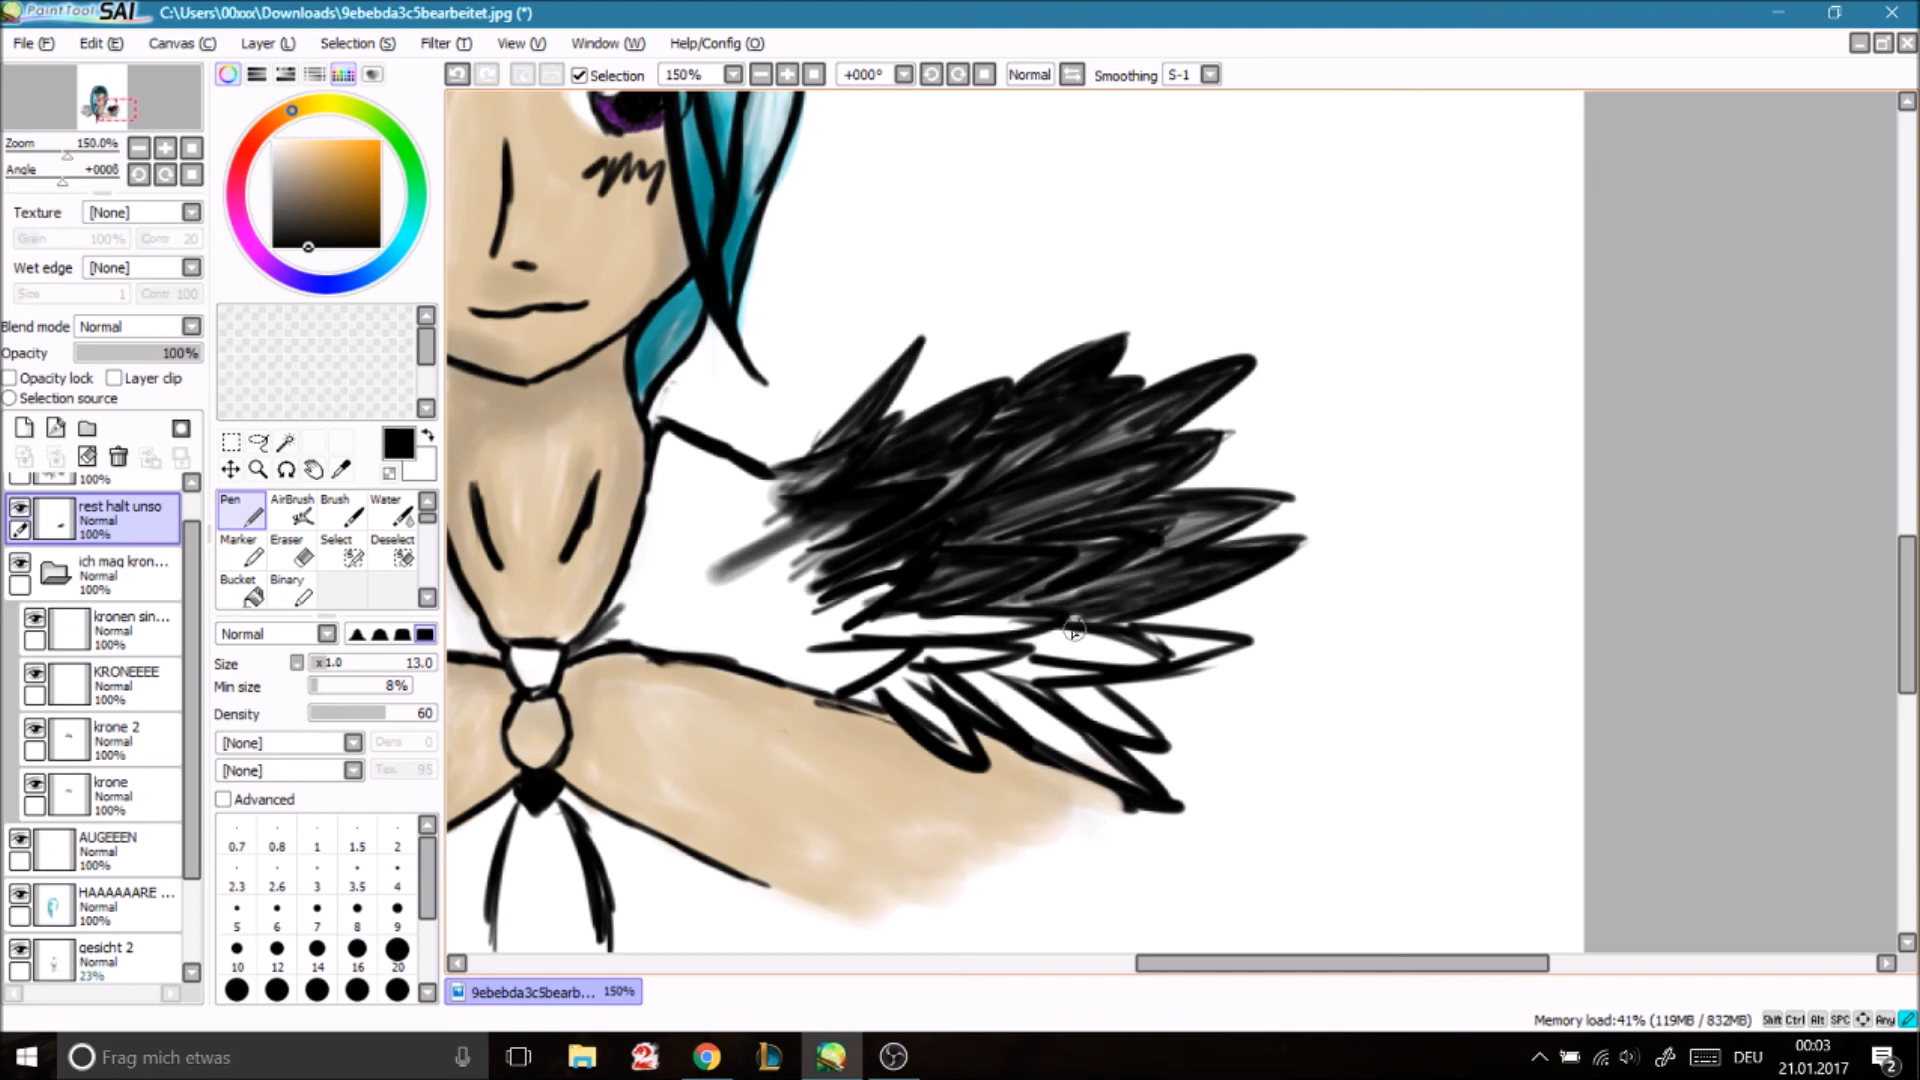 PaintTool SAI C:\Users\00xxx\Downloads\9ebebda3c5bearbeitet.jpg (*)
File (F) Edit (E) Canvas (C) Layer (L) Selection (S) Filter (T) View (V) Window (W) Help/Config (O)
Selection 150% +000° Normal Smoothing S-1
Zoom 150.0%
Angle +000ß
Texture [None]
Grain 100% Contr 20
Wet edge [None]
Size 1 Contr 100
Blend mode Normal
Opacity 100%
Opacity lock Layer clip
Selection source
100%
rest halt unso
Normal
100%
ich mag kron...
Normal
100%
kronen sin...
Normal
100%
KRONEEEE
Normal
100%
krone 2
Normal
100%
krone
Normal
100%
AUGEEEN
Normal
100%
HAAAAAARE ...
Normal
100%
gesicht 2
Normal
23%
Pen AirBrush Brush Water
Marker Eraser Select Deselect
Bucket Binary
Normal
Size x1.0 13.0
Min size 8%
Density 60
[None] Dens 0
[None] Tex 95
Advanced
0.7 0.8 1 1.5 2
2.3 2.6 3 3.5 4
5 6 7 8 9
10 12 14 16 20
9ebebda3c5bearb... 150%
Memory load:41% (119MB / 832MB) Shift Ctrl Alt SPC Any
Frag mich etwas
DEU
00:03
21.01.2017
2